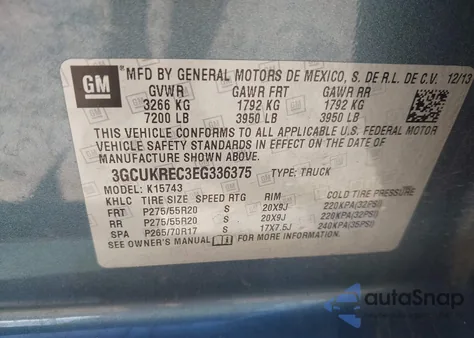 GM
MFD BY GENERAL MOTORS DE MEXICO, S. DE R.L. DE C.V. 12/13
GVWR GAWR FRT GAWR RR
3266 KG 1792 KG 1792 KG
7200 LB 3950 LB 3950 LB
THIS VEHICLE CONFORMS TO ALL APPLICABLE U.S. FEDERAL MOTOR
VEHICLE SAFETY STANDARDS IN EFFECT ON THE DATE OF
MANUFACTURE SHOWN ABOVE.
3GCUKREC3EG336375 TYPE: TRUCK
MODEL: K15743
KHLC TIRE SIZE SPEED RTG RIM COLD TIRE PRESSURE
FRT P275/55R20 S 20X9J 220KPA(32PSI)
RR P275/55R20 S 20X9J 220KPA(32PSI)
SPA P265/70R17 S 17X7.5J 240KPA(35PSI)
SEE OWNER'S MANUAL FOR MORE INFORMATION.
autoSnap